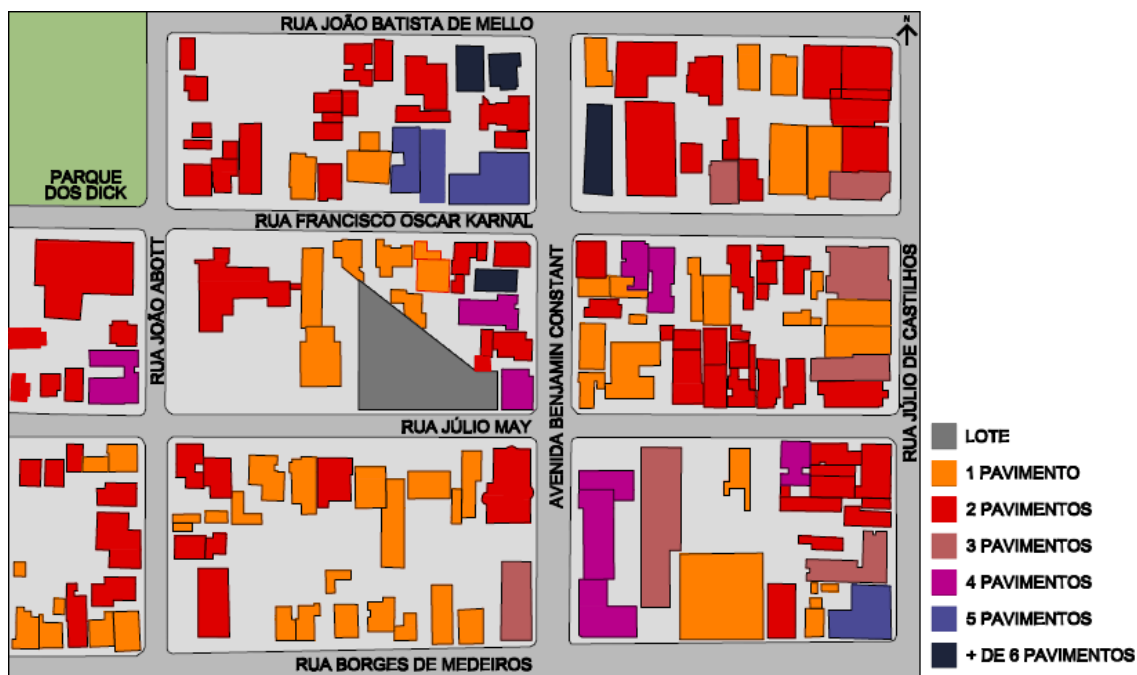 RUA JOÃO BATISTA DE MELLO
N
PARQUE
DOS DICK
RUA FRANCISCO OSCAR KARNAL
RUA JOÃO ABOTT
AVENIDA BENJAMIN CONSTANT
RUA JÚLIO DE CASTILHOS
RUA JÚLIO MAY
RUA BORGES DE MEDEIROS
LOTE
1 PAVIMENTO
2 PAVIMENTOS
3 PAVIMENTOS
4 PAVIMENTOS
5 PAVIMENTOS
+ DE 6 PAVIMENTOS